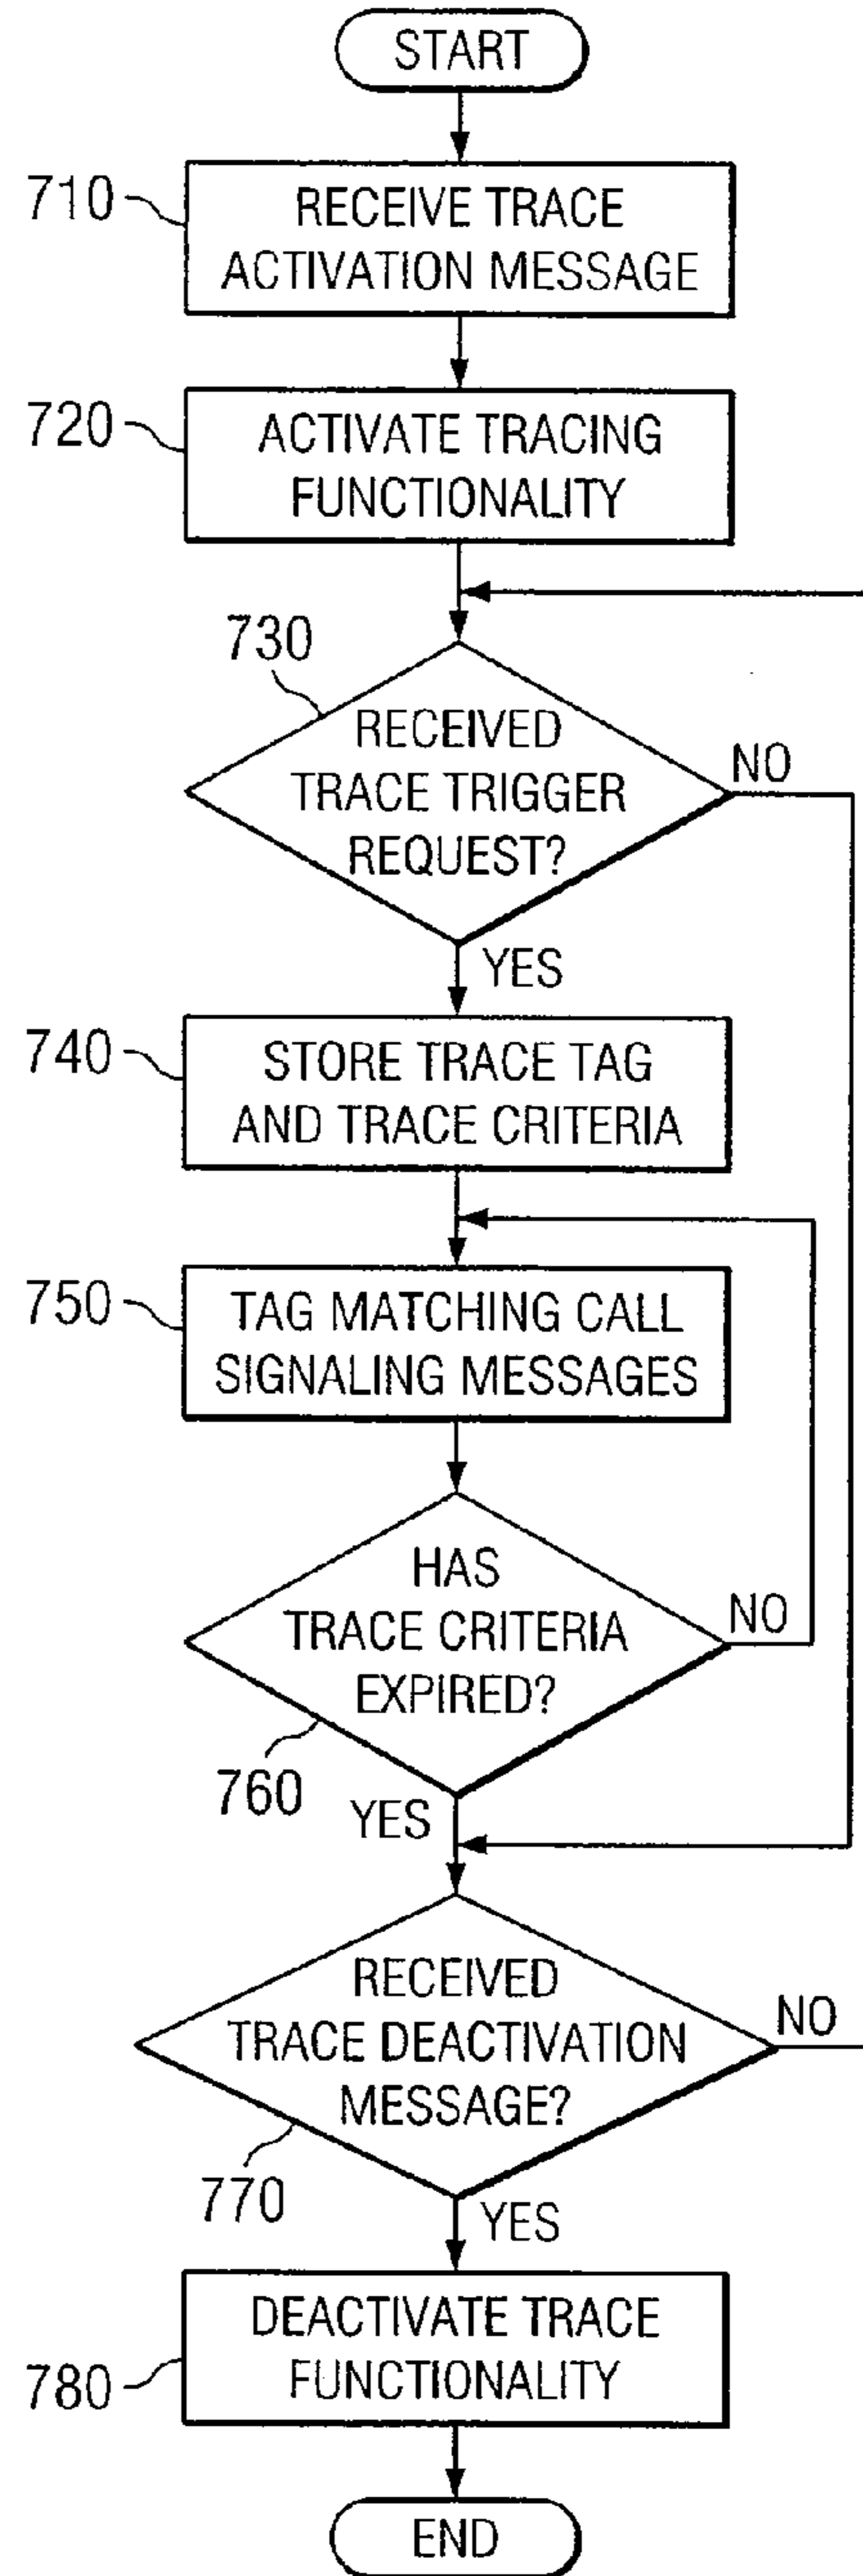 START
710
RECEIVE TRACE
ACTIVATION MESSAGE
720
ACTIVATE TRACING
FUNCTIONALITY
730
RECEIVED
TRACE TRIGGER
REQUEST?
NO
YES
740
STORE TRACE TAG
AND TRACE CRITERIA
750
TAG MATCHING CALL
SIGNALING MESSAGES
HAS
TRACE CRITERIA
EXPIRED?
NO
760
YES
RECEIVED
TRACE DEACTIVATION
MESSAGE?
NO
770
YES
780
DEACTIVATE TRACE
FUNCTIONALITY
END